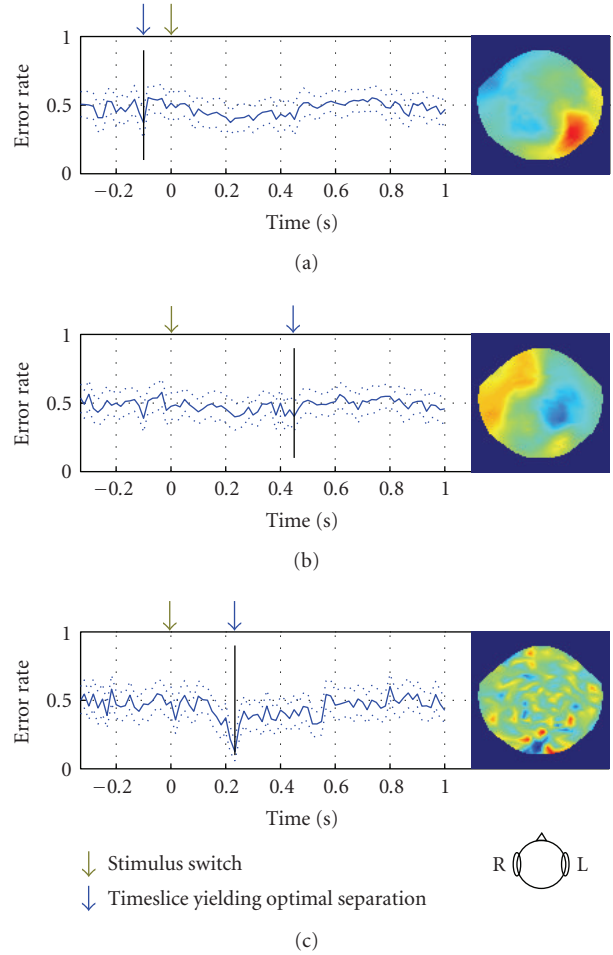 1
0.5
0
Error rate
−0.2 0 0.2 0.4 0.6 0.8 1
Time (s)
(a)
1
0.5
0
Error rate
−0.2 0 0.2 0.4 0.6 0.8 1
Time (s)
(b)
1
0.5
0
Error rate
−0.2 0 0.2 0.4 0.6 0.8 1
Time (s)
Stimulus switch
R L
Timeslice yielding optimal separation
(c)